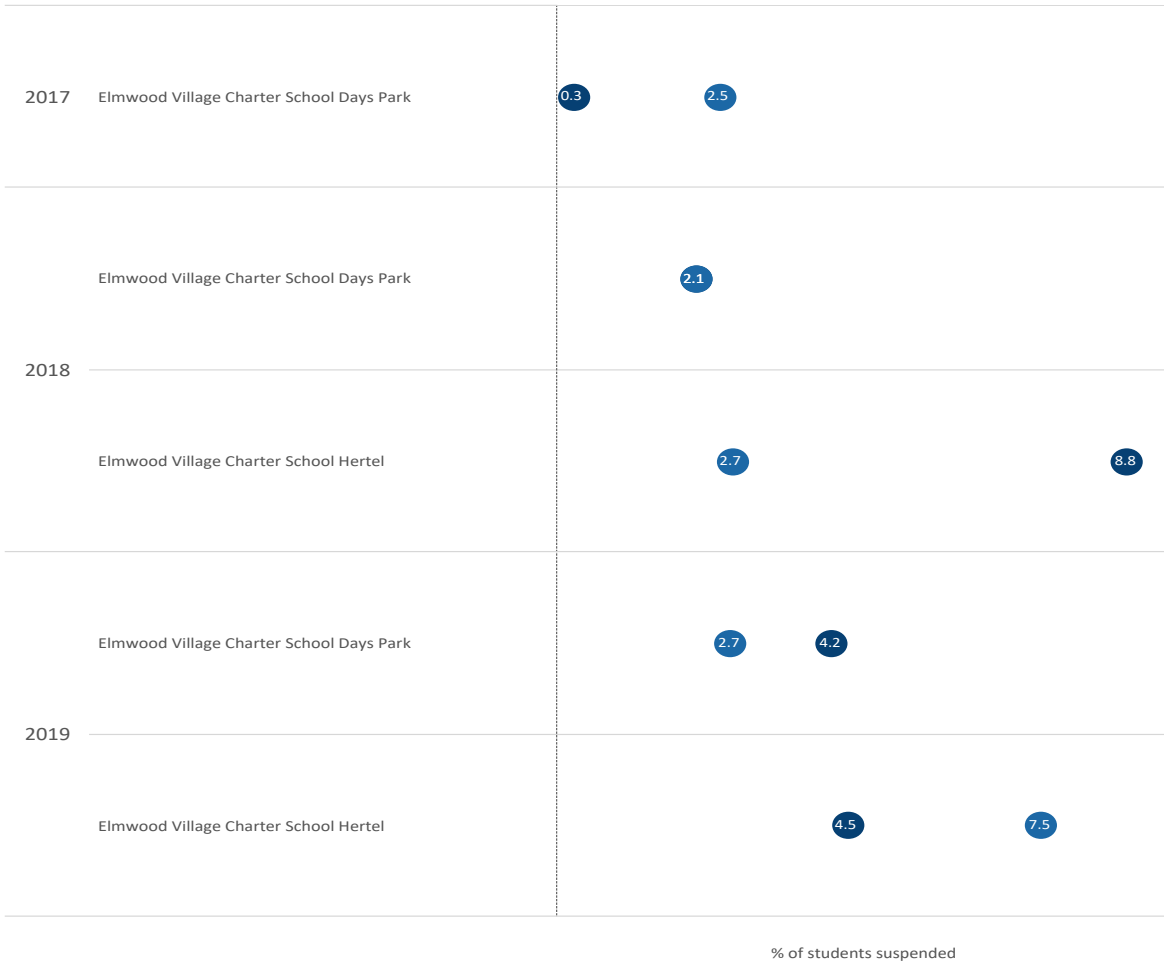 2017 Elmwood Village Charter School Days Park 0.3 2.5
Elmwood Village Charter School Days Park 2.1
2018
Elmwood Village Charter School Hertel 2.7 8.8
Elmwood Village Charter School Days Park 2.7 4.2
2019
Elmwood Village Charter School Hertel 4.5 7.5
% of students suspended